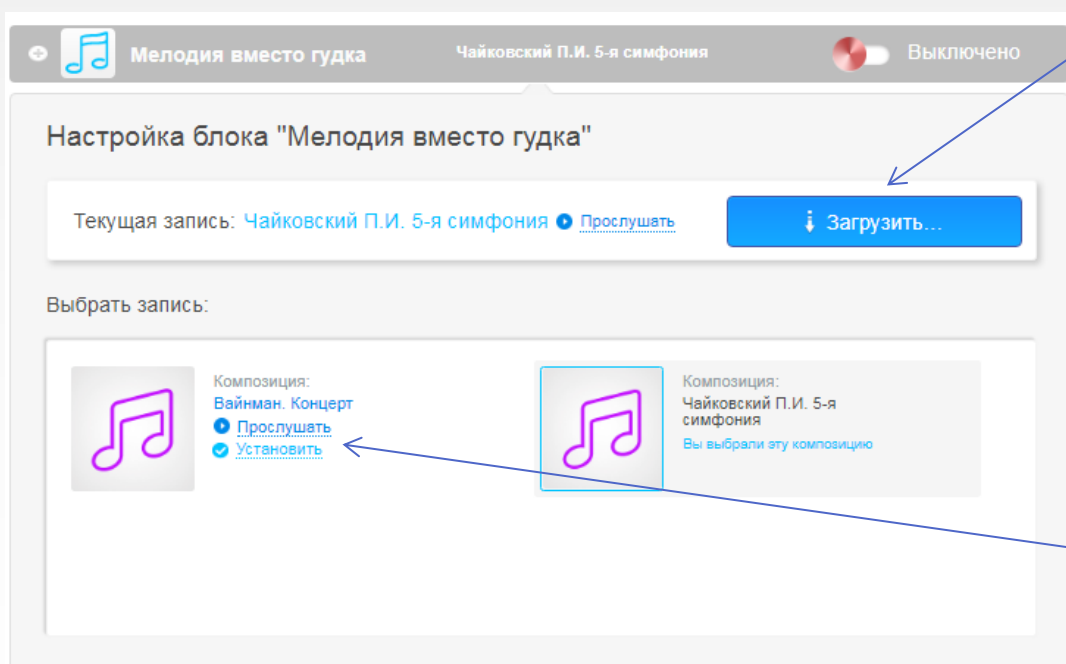 Мелодия вместо гудка Чайковский П.И. 5-я симфония Выключено
Настройка блока "Мелодия вместо гудка"
Текущая запись: Чайковский П.И. 5-я симфония Прослушать Загрузить...
Выбрать запись:
Композиция:
Вайнман. Концерт
Прослушать
Установить
Композиция:
Чайковский П.И. 5-я
симфония
Вы выбрали эту композицию